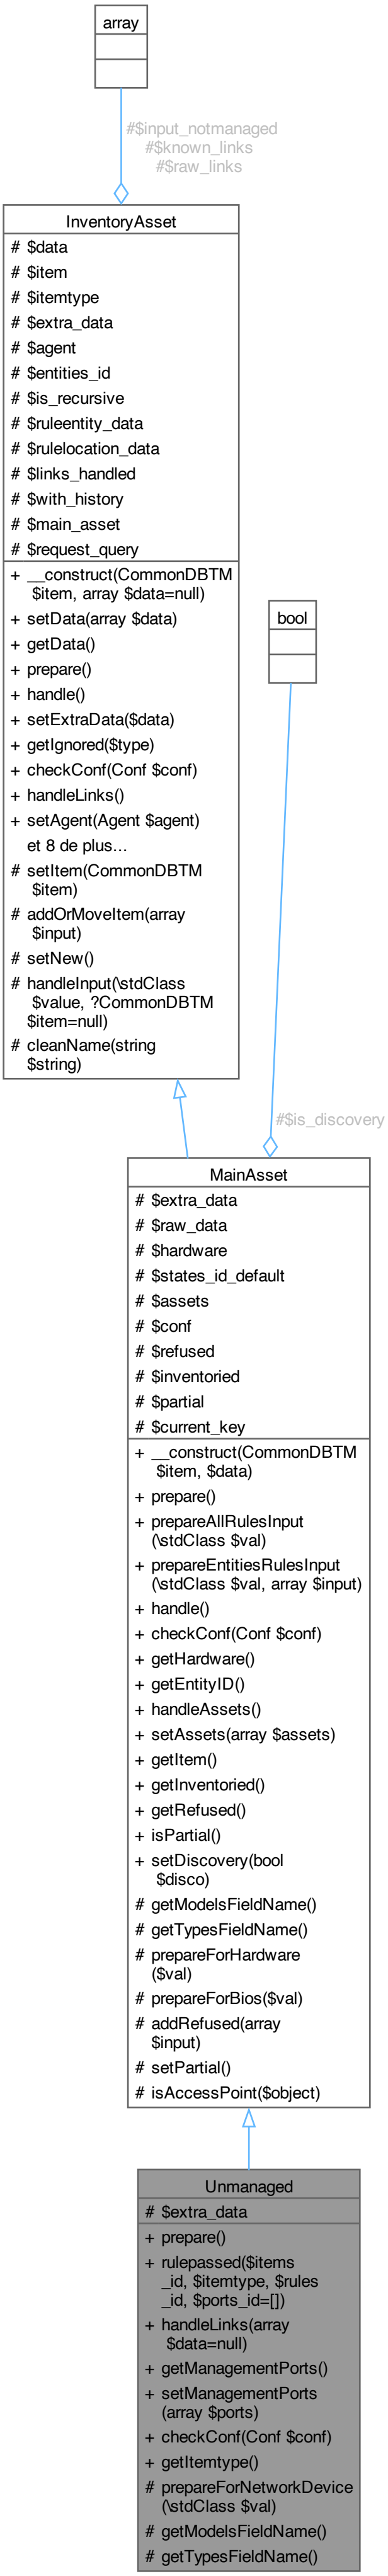 array
#$input_notmanaged
#$known_links
#$raw_links
InventoryAsset
# $data
# $item
# $itemtype
# $extra_data
# $agent
# $entities_id
# $is_recursive
# $ruleentity_data
# $rulelocation_data
# $links_handled
# $with_history
# $main_asset
# $request_query
+ __construct(CommonDBTM
$item, array $data=null)
+ setData(array $data)
+ getData()
+ prepare()
+ handle()
+ setExtraData($data)
+ getIgnored($type)
+ checkConf(Conf $conf)
+ handleLinks()
+ setAgent(Agent $agent)
et 8 de plus...
# setItem(CommonDBTM
$item)
# addOrMoveItem(array
$input)
# setNew()
# handleInput(\stdClass
$value, ?CommonDBTM
$item=null)
# cleanName(string
$string)
bool
#$is_discovery
MainAsset
# $extra_data
# $raw_data
# $hardware
# $states_id_default
# $assets
# $conf
# $refused
# $inventoried
# $partial
# $current_key
+ __construct(CommonDBTM
$item, $data)
+ prepare()
+ prepareAllRulesInput
(\stdClass $val)
+ prepareEntitiesRulesInput
(\stdClass $val, array $input)
+ handle()
+ checkConf(Conf $conf)
+ getHardware()
+ getEntityID()
+ handleAssets()
+ setAssets(array $assets)
+ getItem()
+ getInventoried()
+ getRefused()
+ isPartial()
+ setDiscovery(bool
$disco)
# getModelsFieldName()
# getTypesFieldName()
# prepareForHardware
($val)
# prepareForBios($val)
# addRefused(array
$input)
# setPartial()
# isAccessPoint($object)
Unmanaged
# $extra_data
+ prepare()
+ rulepassed($items
_id, $itemtype, $rules
_id, $ports_id=[])
+ handleLinks(array
$data=null)
+ getManagementPorts()
+ setManagementPorts
(array $ports)
+ checkConf(Conf $conf)
+ getItemtype()
# prepareForNetworkDevice
(\stdClass $val)
# getModelsFieldName()
# getTypesFieldName()